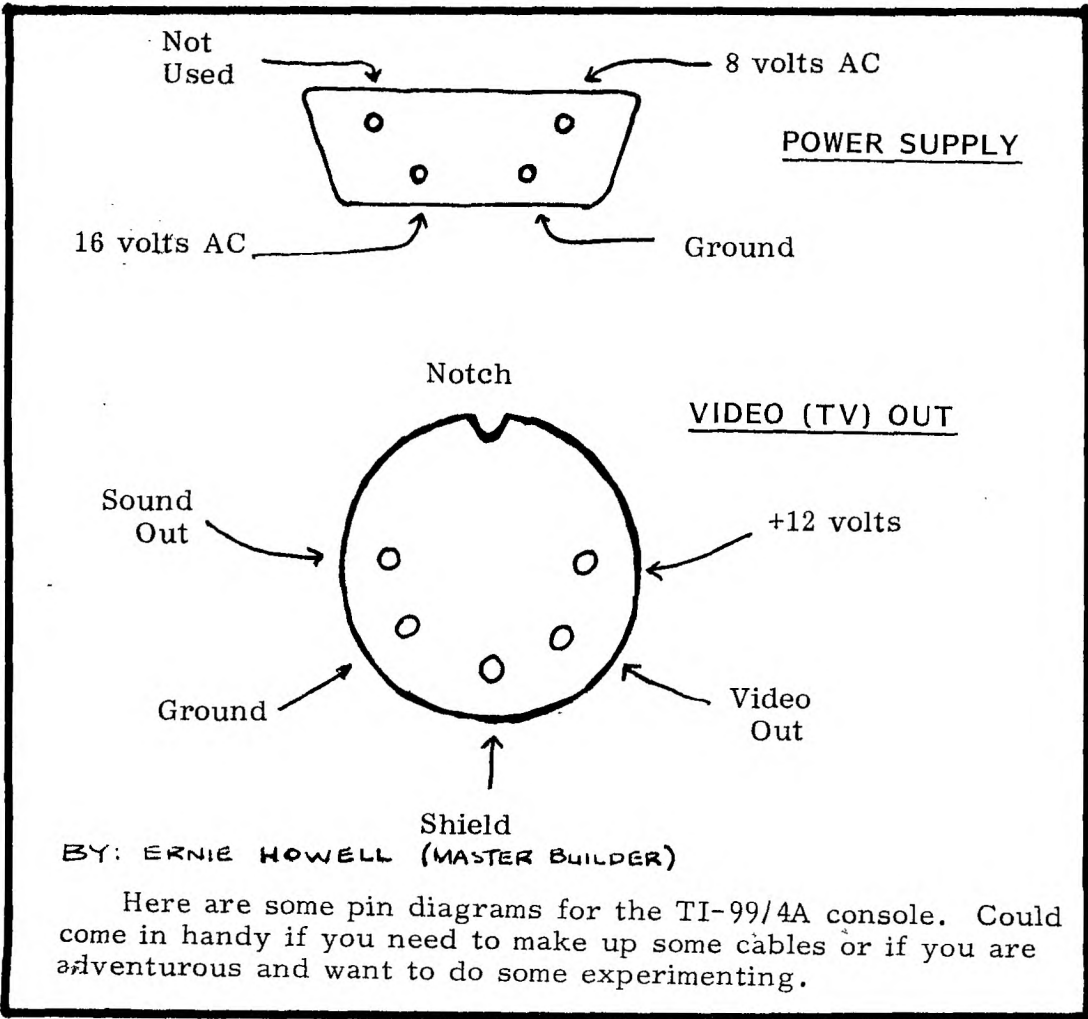 Not
Used
8 volts AC
POWER SUPPLY
16 volts AC
Ground
Notch
VIDEO (TV) OUT
Sound
Out
+12 volts
Ground
Video
Out
Shield
BY: ERNIE HOWELL (MASTER BUILDER)
Here are some pin diagrams for the TI-99/4A console. Could
come in handy if you need to make up some cables or if you are
adventurous and want to do some experimenting.